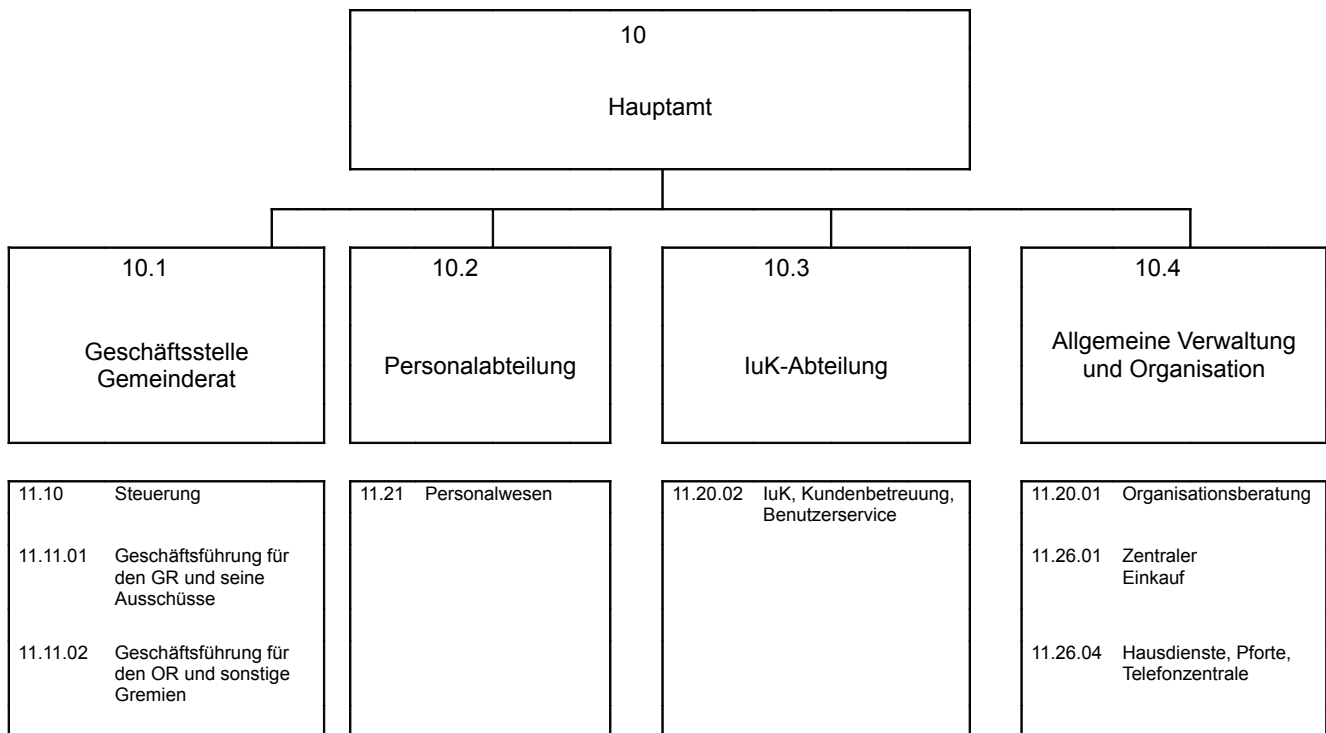 10
Hauptamt
10.1
Geschäftsstelle
Gemeinderat
10.2
Personalabteilung
10.3
IuK-Abteilung
10.4
Allgemeine Verwaltung
und Organisation
11.10 Steuerung
11.11.01 Geschäftsführung für
den GR und seine
Ausschüsse
11.11.02 Geschäftsführung für
den OR und sonstige
Gremien
11.21 Personalwesen
11.20.02 IuK, Kundenbetreuung,
Benutzerservice
11.20.01 Organisationsberatung
11.26.01 Zentraler
Einkauf
11.26.04 Hausdienste, Pforte,
Telefonzentrale